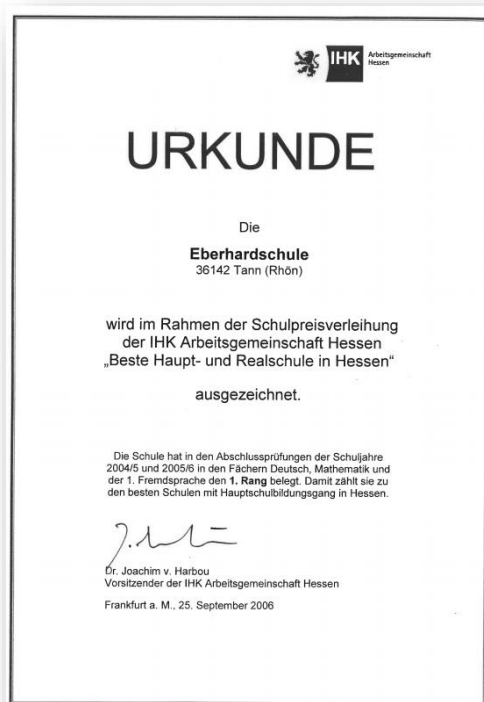 IHK Arbeitsgemeinschaft
Hessen
URKUNDE
Die
Eberhardschule
36142 Tann (Rhön)
wird im Rahmen der Schulpreisverleihung
der IHK Arbeitsgemeinschaft Hessen
„Beste Haupt- und Realschule in Hessen“
ausgezeichnet.
Die Schule hat in den Abschlussprüfungen der Schuljahre
2004/5 und 2005/6 in den Fächern Deutsch, Mathematik und
der 1. Fremdsprache den 1. Rang belegt. Damit zählt sie zu
den besten Schulen mit Hauptschulbildungsgang in Hessen.
Dr. Joachim v. Harbou
Vorsitzender der IHK Arbeitsgemeinschaft Hessen
Frankfurt a. M., 25. September 2006